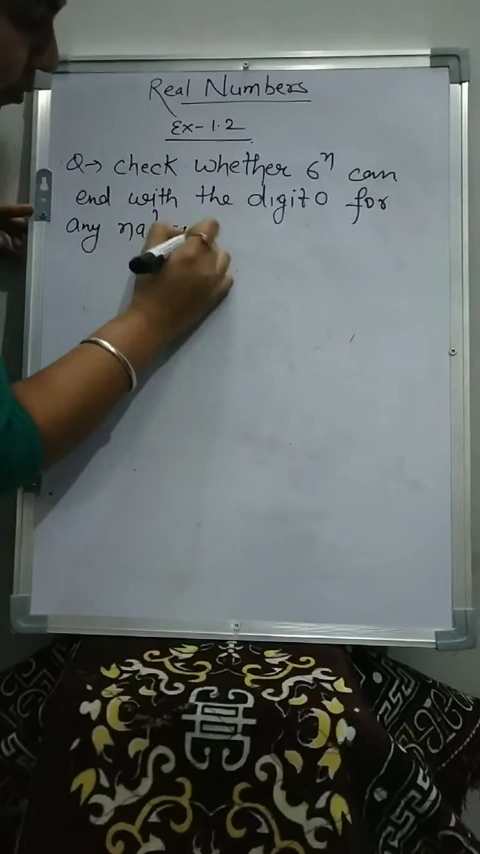 Real Numbers
Ex-1.2
Q→ check whether 6ⁿ can
end with the digit 0 for
any